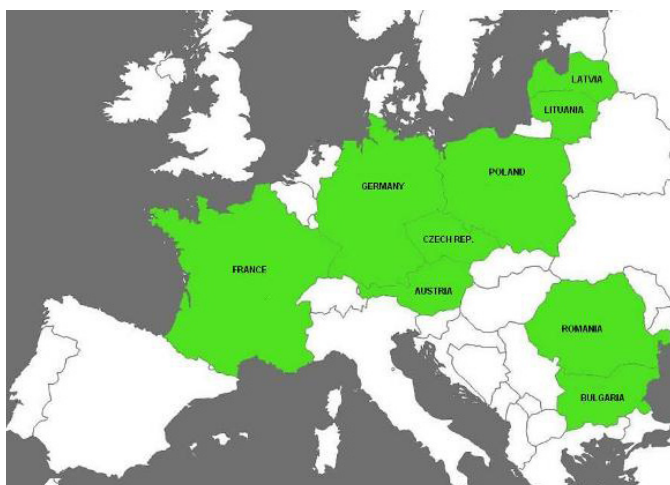 LATVIA
LITUANIA
POLAND
GERMANY
CZECH REP.
FRANCE
AUSTRIA
ROMANIA
BULGARIA